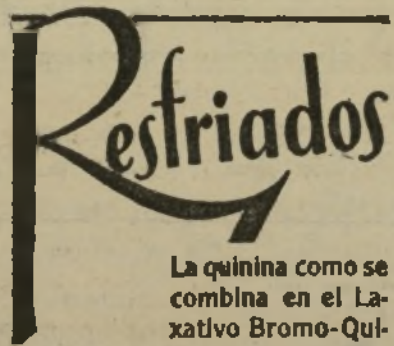 Resfriados
La quinina como se
combina en el La-
xativo Bromo-Qui-